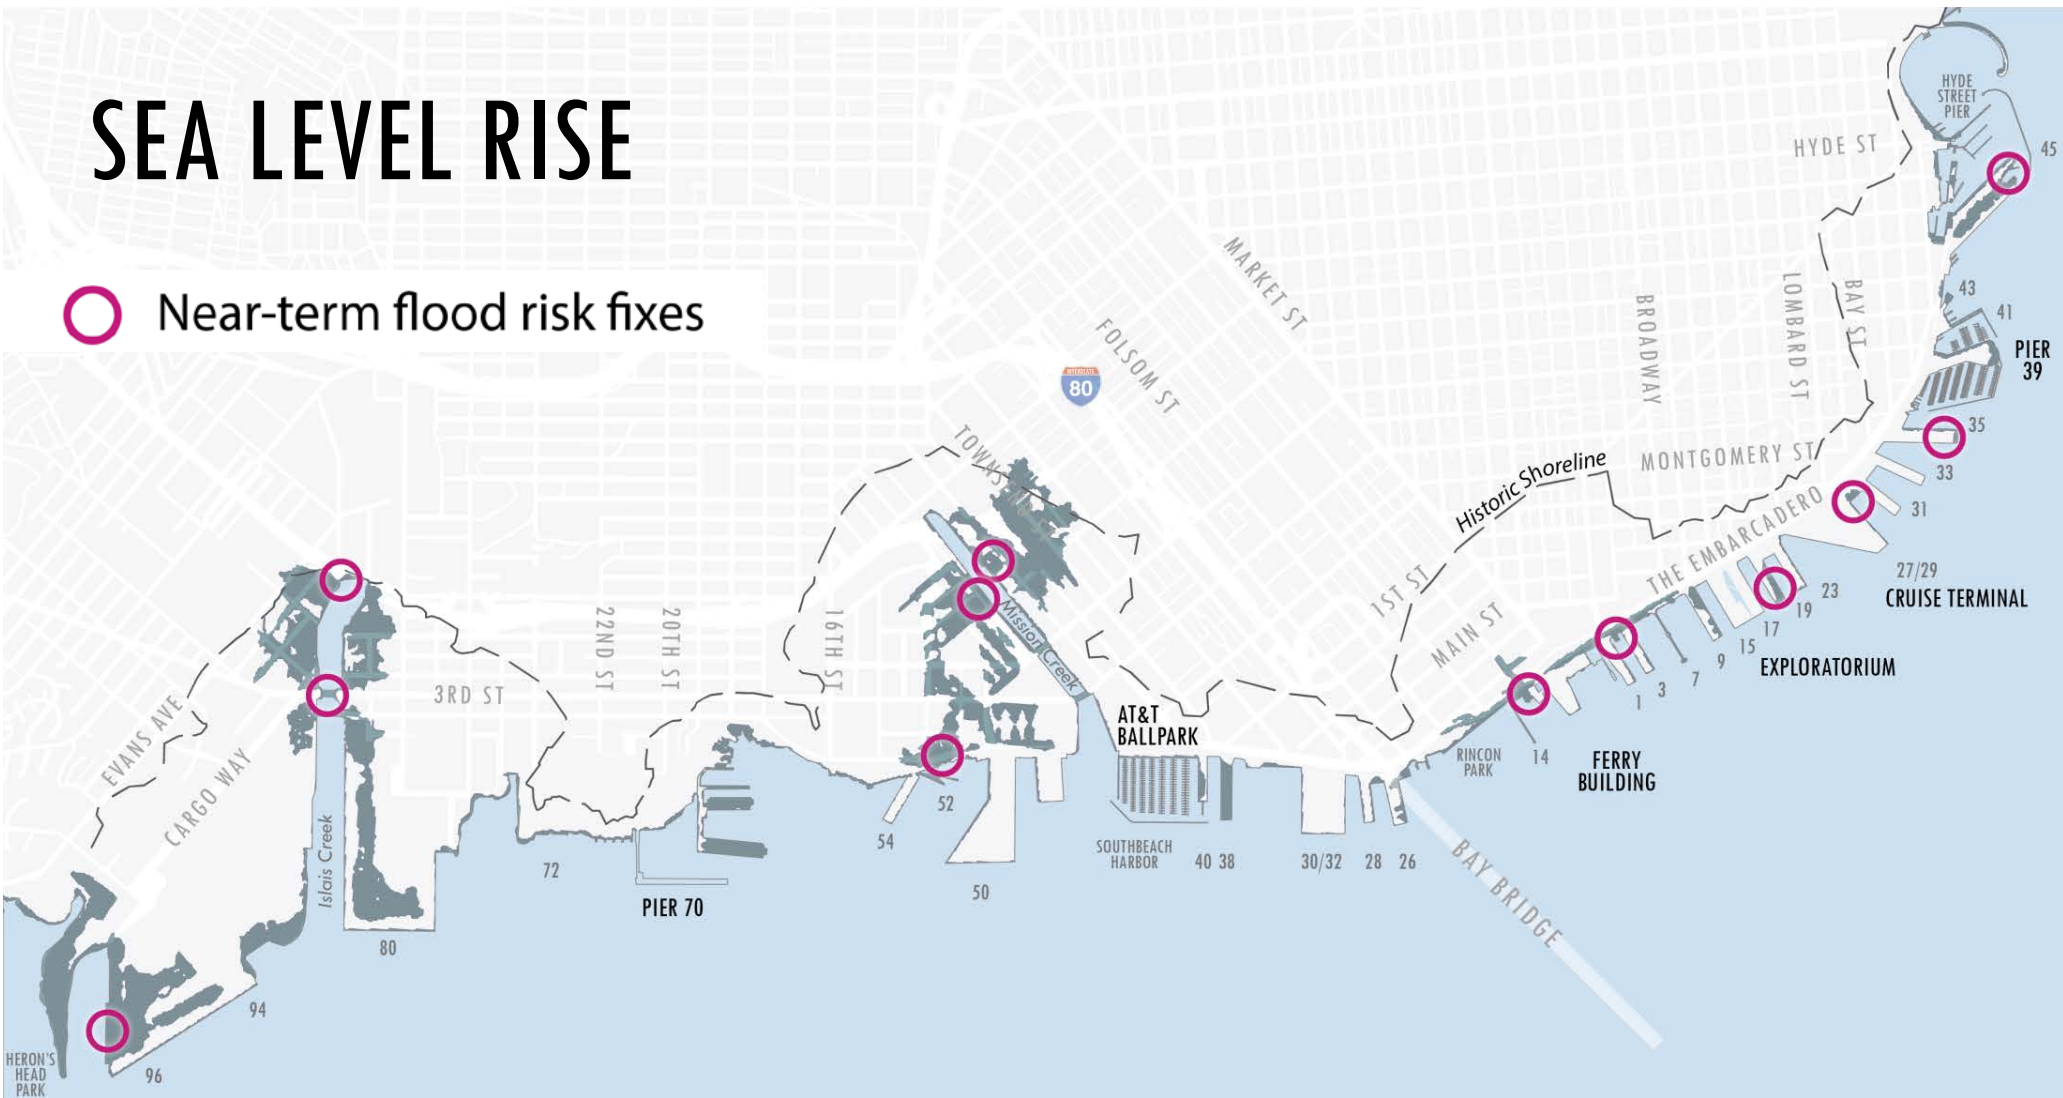 SEA LEVEL RISE
Near-term flood risk fixes
HYDE
STREET
PIER
45
HYDE ST
MARKET ST
FOLSOM ST
INTERSTATE
80
BROADWAY
LOMBARD ST
BAY ST
43
41
PIER
39
35
33
31
27/29
CRUISE TERMINAL
TOWNSEND ST
Historic Shoreline
MONTGOMERY ST
THE EMBARCADERO
1ST ST
MAIN ST
23
19
17
15
EXPLORATORIUM
9
7
3
1
FERRY
BUILDING
14
RINCON
PARK
22ND ST
20TH ST
16TH ST
Mission Creek
3RD ST
EVANS AVE
CARGO WAY
Islais Creek
AT&T
BALLPARK
52
54
50
SOUTHBEACH
HARBOR
40
38
30/32
28
26
BAY BRIDGE
72
PIER 70
80
94
96
HERON'S
HEAD
PARK